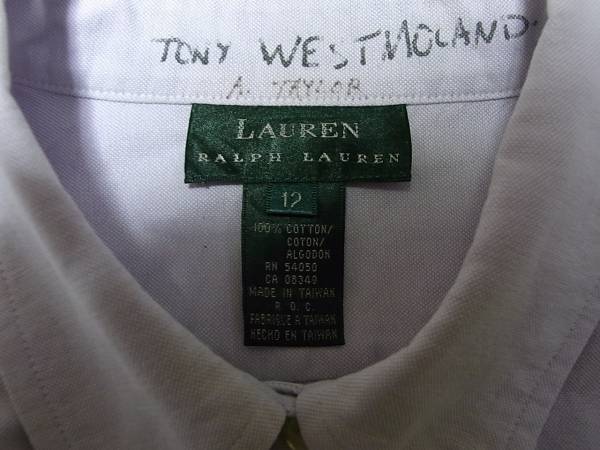 TONY WESTMOLAND.
A. TAYLOR
LAUREN
RALPH LAUREN
12
100% COTTON/
COTON/
ALGODON
RN 54050
CA 08349
MADE IN TAIWAN
R. O. C.
FABRIQUE A TAIWAN
HECHO EN TAIWAN